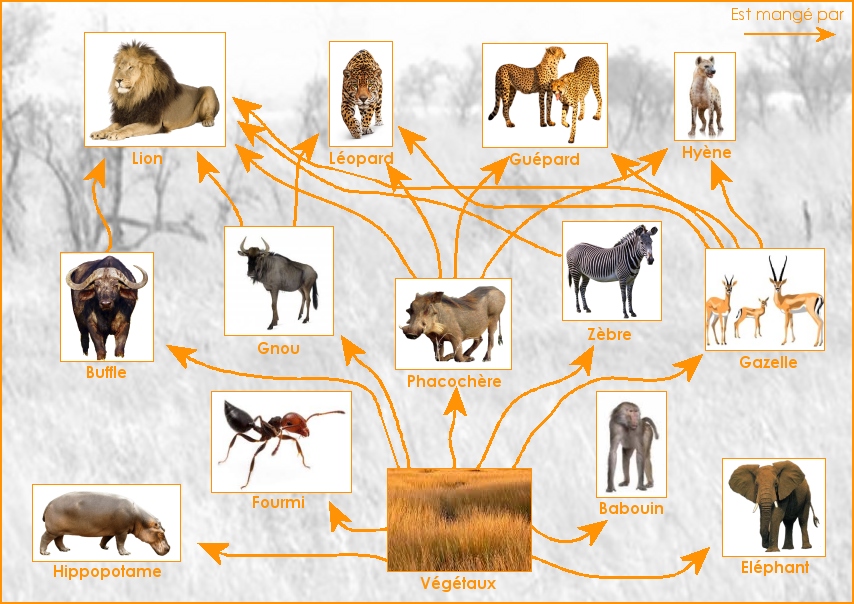 Est mangé par
Lion
Léopard
Guépard
Hyène
Buffle
Gnou
Phacochère
Zèbre
Gazelle
Fourmi
Babouin
Hippopotame
Végétaux
Eléphant